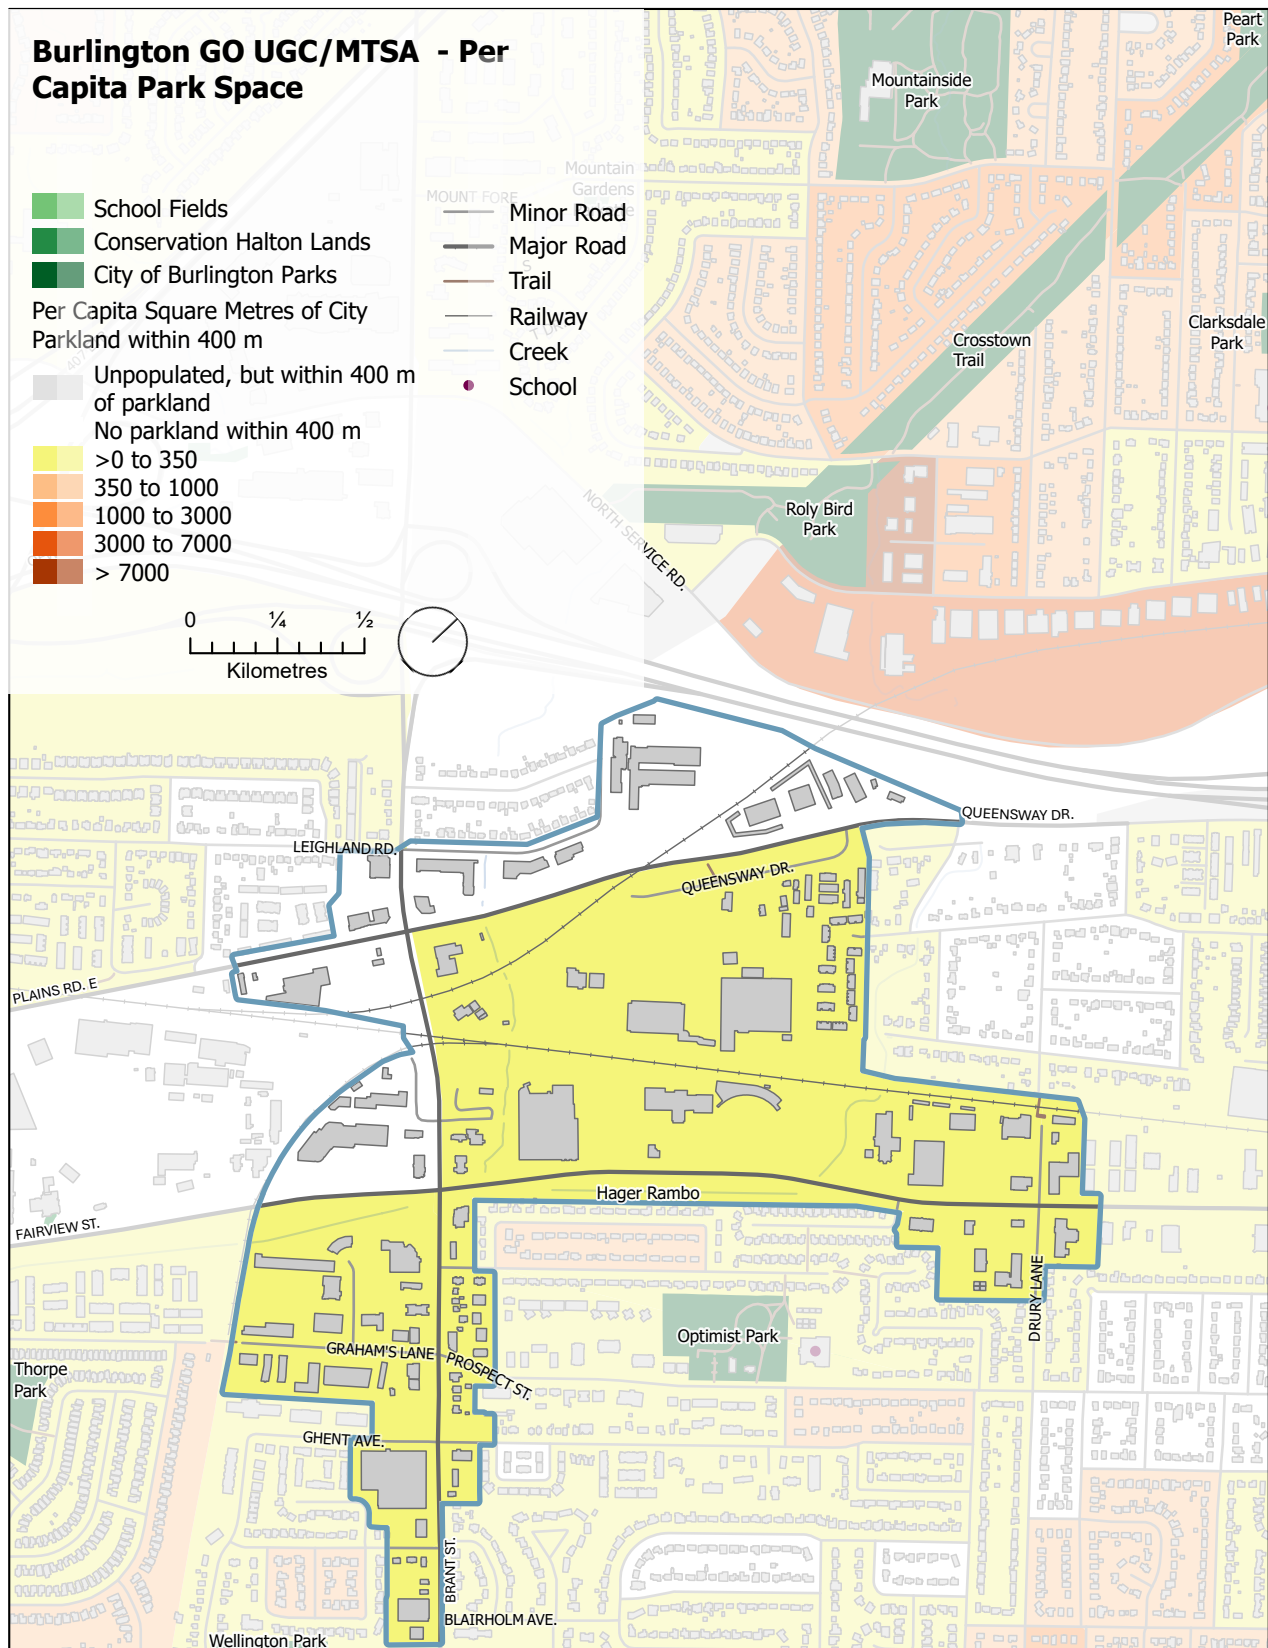 Burlington GO UGC/MTSA - Per
Capita Park Space
School Fields
Conservation Halton Lands
City of Burlington Parks
Per Capita Square Metres of City
Parkland within 400 m
Unpopulated, but within 400 m
of parkland
No parkland within 400 m
>0 to 350
350 to 1000
1000 to 3000
3000 to 7000
> 7000
Minor Road
Major Road
Trail
Railway
Creek
School
0 ¼ ½
Kilometres
MOUNT FORE
Mountain
Gardens
Peart
Park
Mountainside
Park
Clarksdale
Park
Crosstown
Trail
Roly Bird
Park
NORTH SERVICE RD.
QUEENSWAY DR.
LEIGHLAND RD.
QUEENSWAY DR.
PLAINS RD. E
Hager Rambo
FAIRVIEW ST.
DRURY LANE
Optimist Park
GRAHAM'S LANE
PROSPECT ST.
Thorpe
Park
GHENT AVE.
BRANT ST.
BLAIRHOLM AVE.
Wellington Park